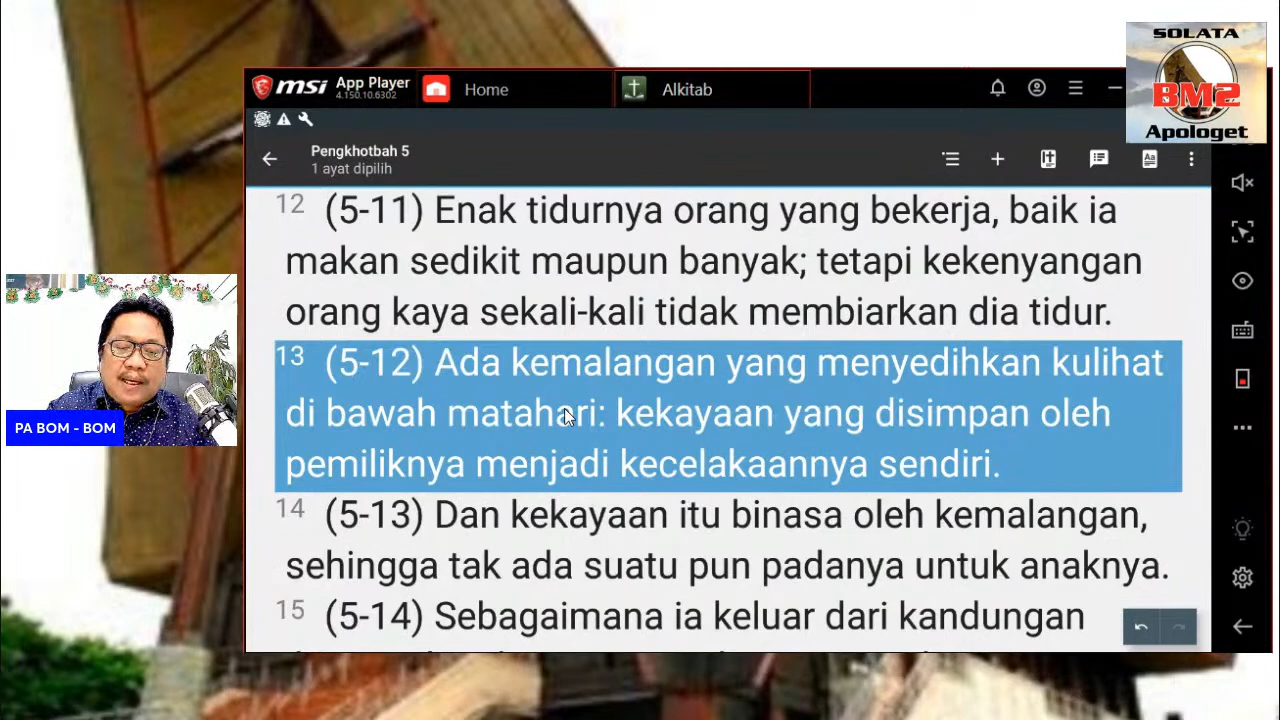 SOLATA
BM2
Apologet
msi App Player
4.150.10.6302
Home
Alkitab
Pengkhotbah 5
1 ayat dipilih
12 (5-11) Enak tidurnya orang yang bekerja, baik ia
makan sedikit maupun banyak; tetapi kekenyangan
orang kaya sekali-kali tidak membiarkan dia tidur.
13 (5-12) Ada kemalangan yang menyedihkan kulihat
di bawah matahari: kekayaan yang disimpan oleh
pemiliknya menjadi kecelakaannya sendiri.
14 (5-13) Dan kekayaan itu binasa oleh kemalangan,
sehingga tak ada suatu pun padanya untuk anaknya.
15 (5-14) Sebagaimana ia keluar dari kandungan
PA BOM - BOM